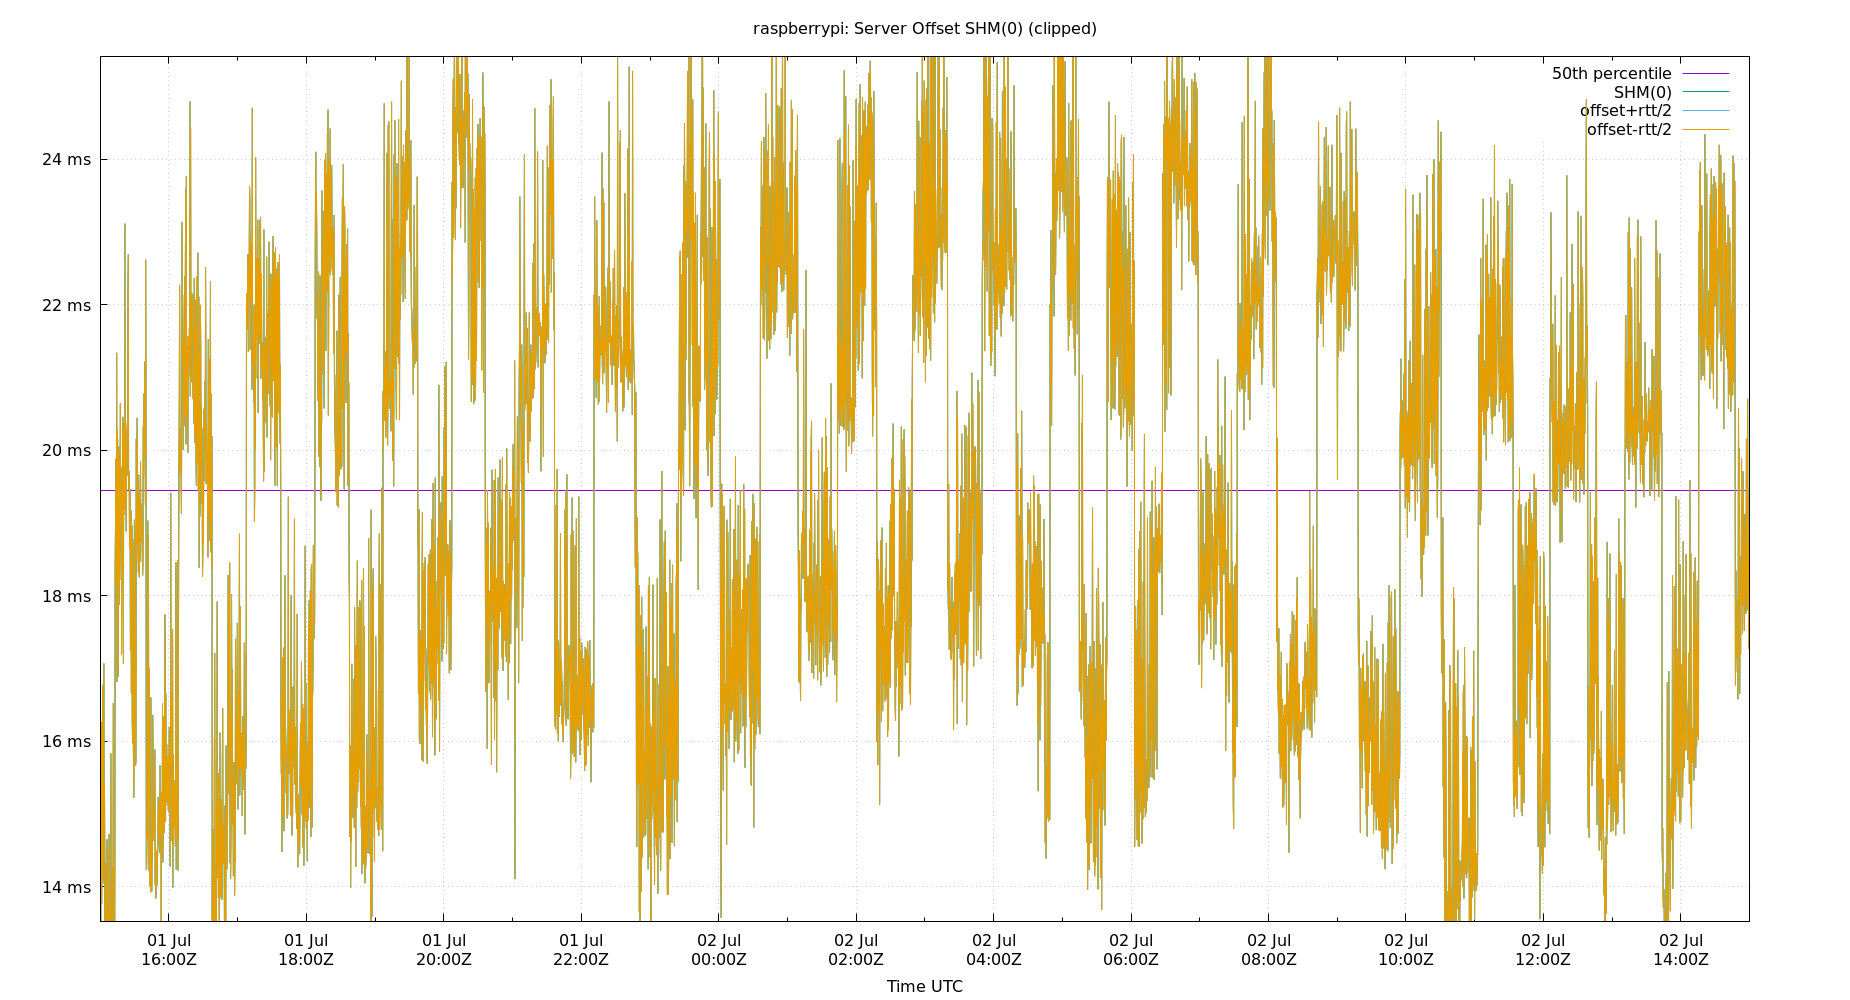 raspberrypi: Server Offset SHM(0) (clipped)
50th percentile
SHM(0)
offset+rtt/2
offset-rtt/2
24 ms
22 ms
20 ms
18 ms
16 ms
14 ms
01 Jul 01 Jul 01 Jul 01 Jul 02 Jul 02 Jul 02 Jul 02 Jul 02 Jul 02 Jul 02 Jul 02 Jul
16:00Z 18:00Z 20:00Z 22:00Z 00:00Z 02:00Z 04:00Z 06:00Z 08:00Z 10:00Z 12:00Z 14:00Z
Time UTC